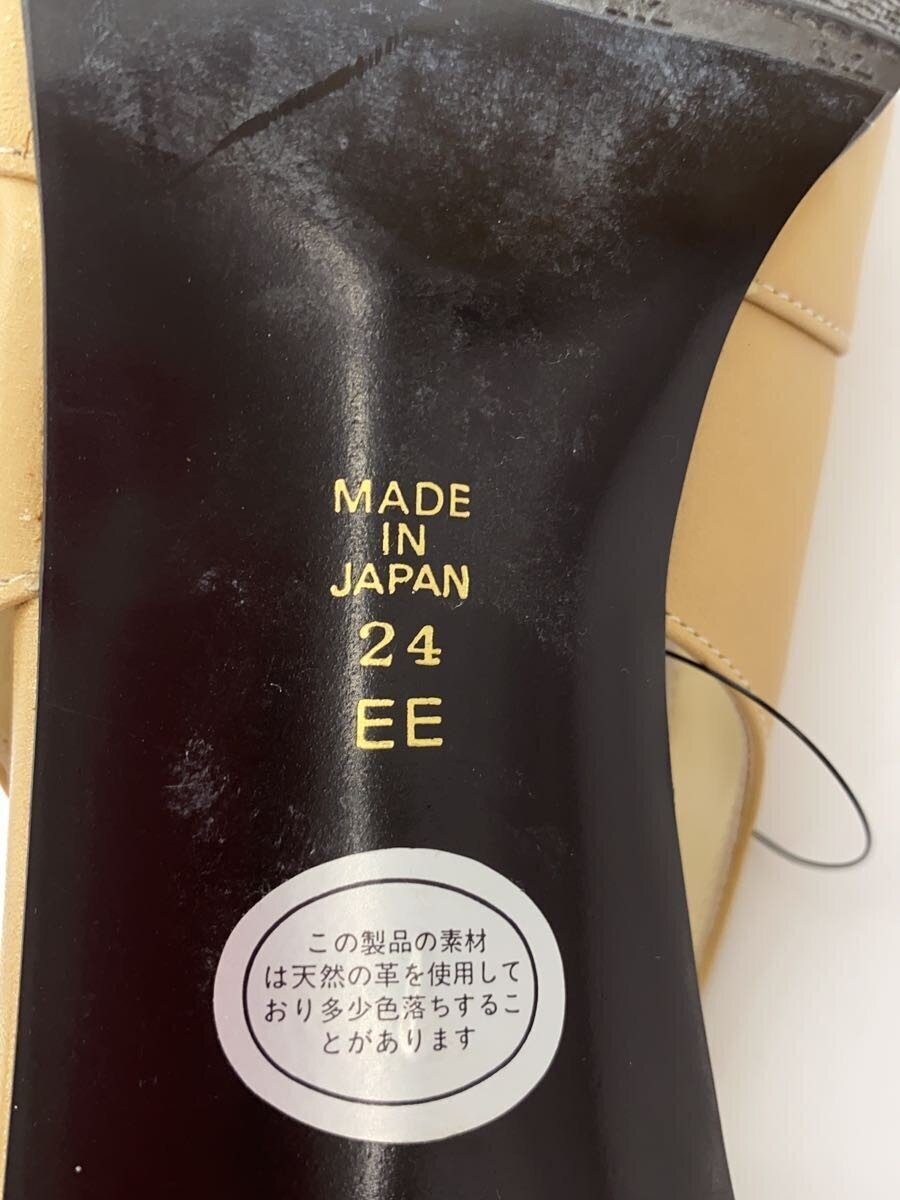 MADE
IN
JAPAN
24
EE
この製品の素材
は天然の革を使用して
おり多少色落ちするこ
とがあります